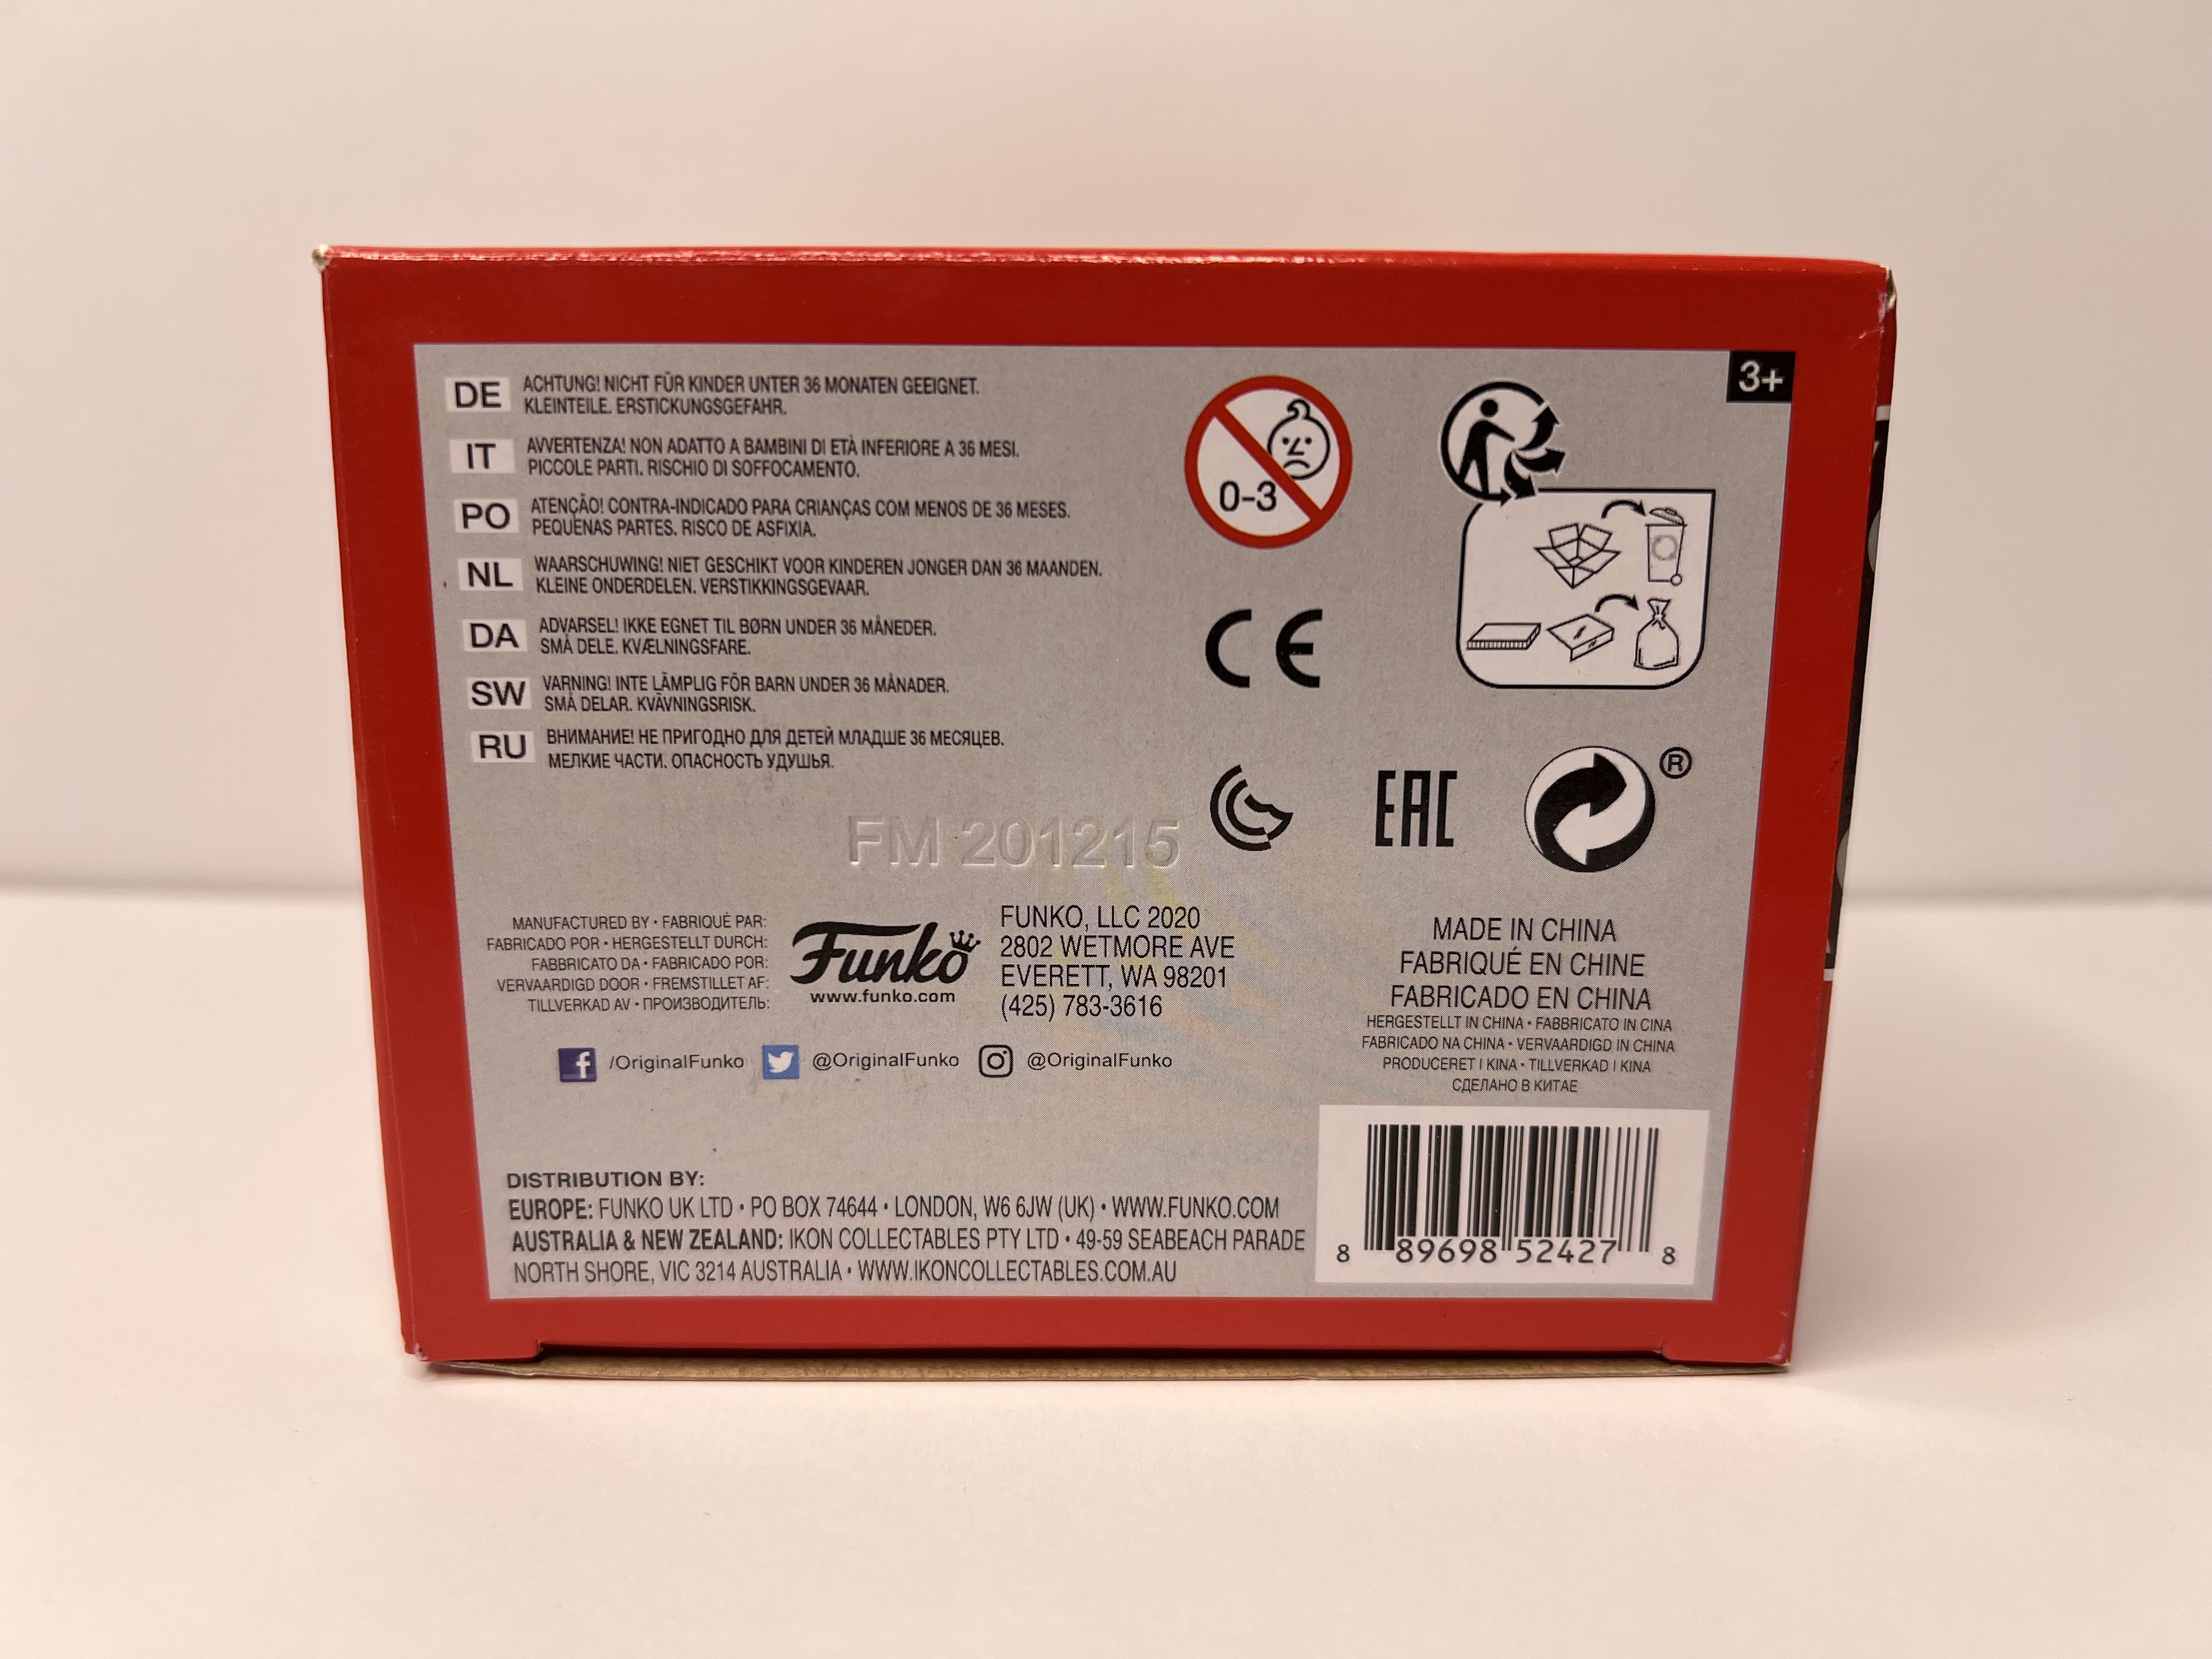 3+
DE ACHTUNG! NICHT FÜR KINDER UNTER 36 MONATEN GEEIGNET.
KLEINTEILE. ERSTICKUNGSGEFAHR.
IT AVVERTENZA! NON ADATTO A BAMBINI DI ETÀ INFERIORE A 36 MESI.
PICCOLE PARTI. RISCHIO DI SOFFOCAMENTO.
PO ATENÇÃO! CONTRA-INDICADO PARA CRIANÇAS COM MENOS DE 36 MESES.
PEQUENAS PARTES. RISCO DE ASFIXIA.
NL WAARSCHUWING! NIET GESCHIKT VOOR KINDEREN JONGER DAN 36 MAANDEN.
KLEINE ONDERDELEN. VERSTIKKINGSGEVAAR.
DA ADVARSEL! IKKE EGNET TIL BØRN UNDER 36 MÅNEDER.
SMÅ DELE. KVÆLNINGSFARE.
SW VARNING! INTE LÄMPLIG FÖR BARN UNDER 36 MÅNADER.
SMÅ DELAR. KVÄVNINGSRISK.
RU ВНИМАНИЕ! НЕ ПРИГОДНО ДЛЯ ДЕТЕЙ МЛАДШЕ 36 МЕСЯЦЕВ.
МЕЛКИЕ ЧАСТИ. ОПАСНОСТЬ УДУШЬЯ.
0-3
CE
EAC
®
FM 201215
MANUFACTURED BY • FABRIQUÉ PAR:
FABRICADO POR • HERGESTELLT DURCH:
FABBRICATO DA • FABRICADO POR:
VERVAARDIGD DOOR • FREMSTILLET AF:
TILLVERKAD AV • ПРОИЗВОДИТЕЛЬ:
Funko
www.funko.com
FUNKO, LLC 2020
2802 WETMORE AVE
EVERETT, WA 98201
(425) 783-3616
MADE IN CHINA
FABRIQUÉ EN CHINE
FABRICADO EN CHINA
HERGESTELLT IN CHINA • FABBRICATO IN CINA
FABRICADO NA CHINA • VERVAARDIGD IN CHINA
PRODUCERET I KINA • TILLVERKAD I KINA
СДЕЛАНО В КИТАЕ
f /OriginalFunko @OriginalFunko @OriginalFunko
DISTRIBUTION BY:
EUROPE: FUNKO UK LTD • PO BOX 74644 • LONDON, W6 6JW (UK) • WWW.FUNKO.COM
AUSTRALIA & NEW ZEALAND: IKON COLLECTABLES PTY LTD • 49-59 SEABEACH PARADE
NORTH SHORE, VIC 3214 AUSTRALIA • WWW.IKONCOLLECTABLES.COM.AU
8 89698 52427 8